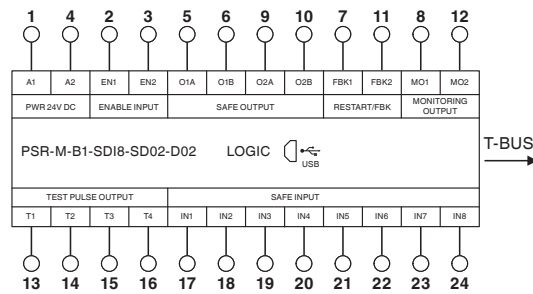 1 4 2 3 5 6 9 10 7 11 8 12
A1 A2 EN1 EN2 O1A O1B O2A O2B FBK1 FBK2 MO1 MO2
PWR 24V DC ENABLE INPUT SAFE OUTPUT RESTART/FBK MONITORING OUTPUT
PSR-M-B1-SDI8-SD02-D02 LOGIC USB T-BUS
TEST PULSE OUTPUT SAFE INPUT
T1 T2 T3 T4 IN1 IN2 IN3 IN4 IN5 IN6 IN7 IN8
13 14 15 16 17 18 19 20 21 22 23 24